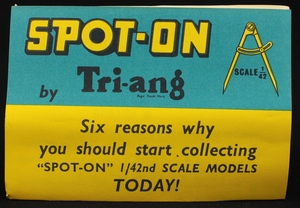 SPOT-ON
by Tri-ang
SCALE 1/42
Six reasons why
you should start collecting
"SPOT-ON" 1/42nd SCALE MODELS
TODAY!